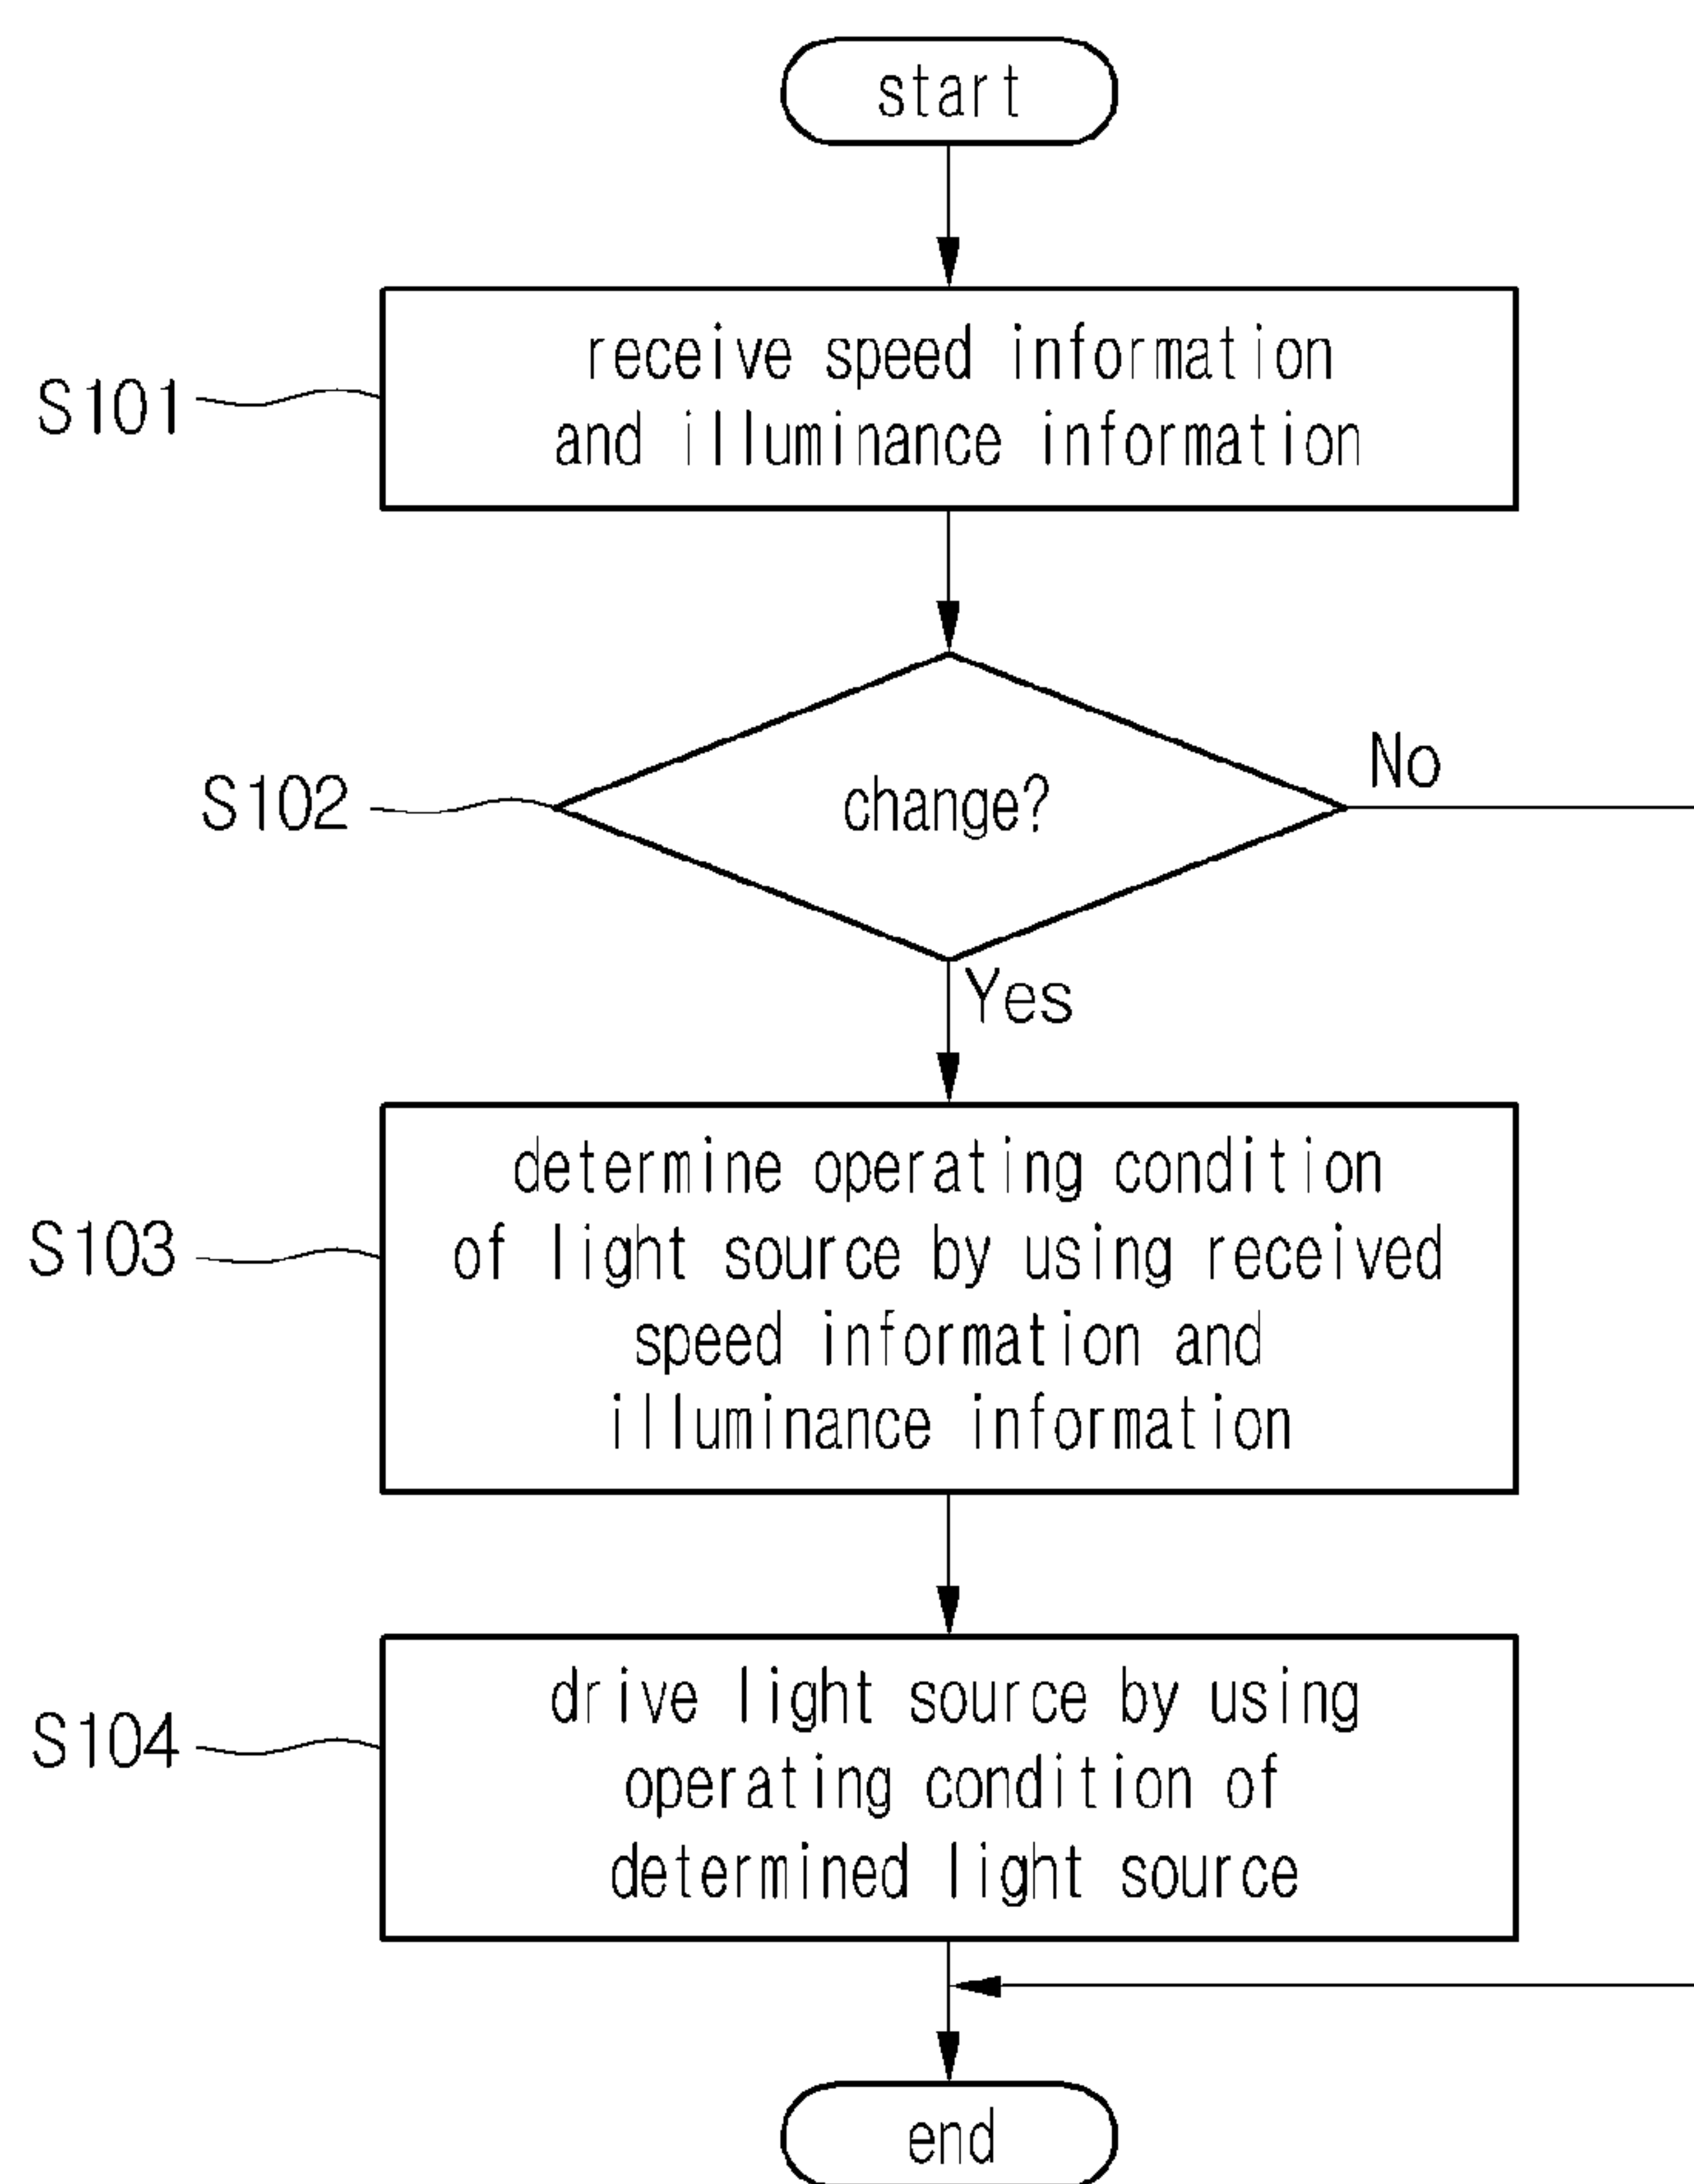 start
S101
receive speed information
and illuminance information
S102
change?
No
Yes
S103
determine operating condition
of light source by using received
speed information and
illuminance information
S104
drive light source by using
operating condition of
determined light source
end